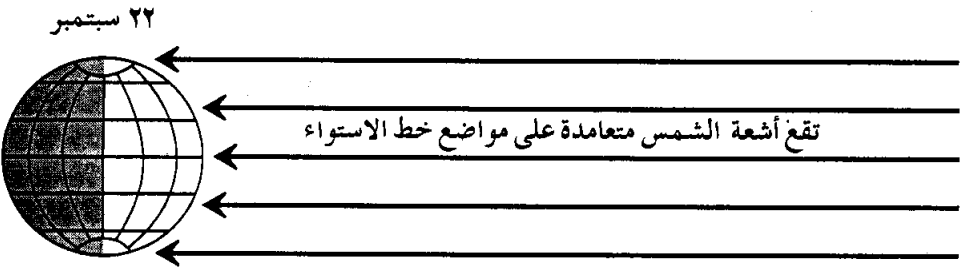 ٢٢ سبتمبر
تقع أشعة الشمس متعامدة على مواضع خط الاستواء